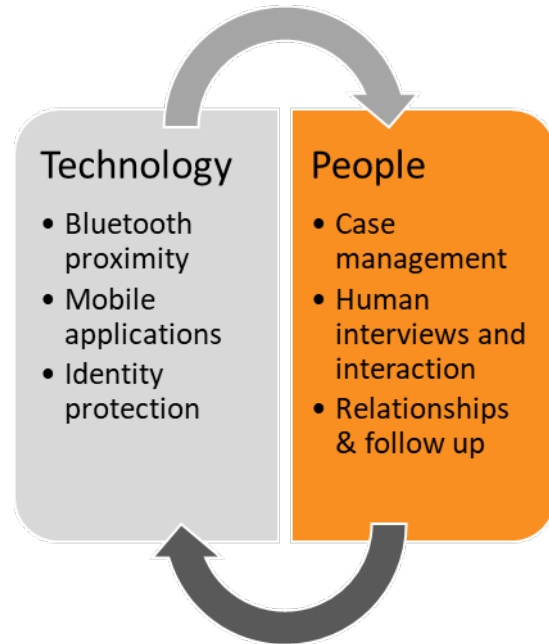 Technology
• Bluetooth
proximity
• Mobile
applications
• Identity
protection
People
• Case
management
• Human
interviews and
interaction
• Relationships
& follow up